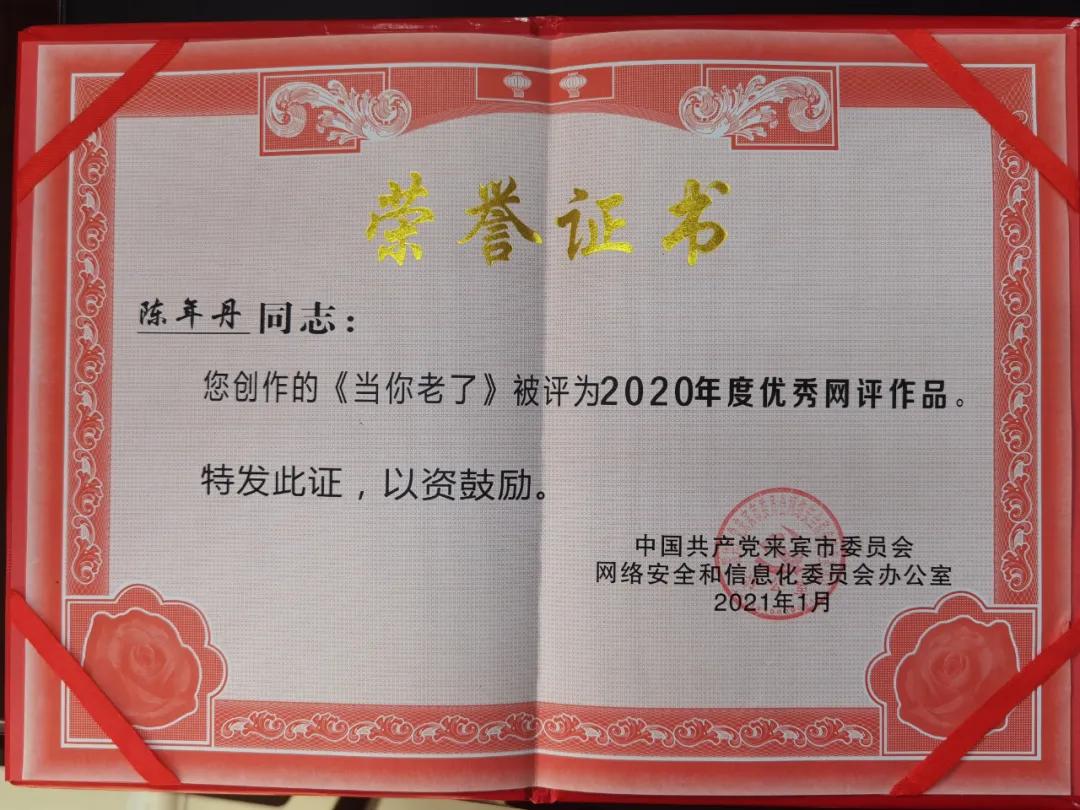 荣誉证书
陈年丹同志：
您创作的《当你老了》被评为2020年度优秀网评作品。
特发此证，以资鼓励。
中国共产党来宾市委员会
网络安全和信息化委员会办公室
2021年1月